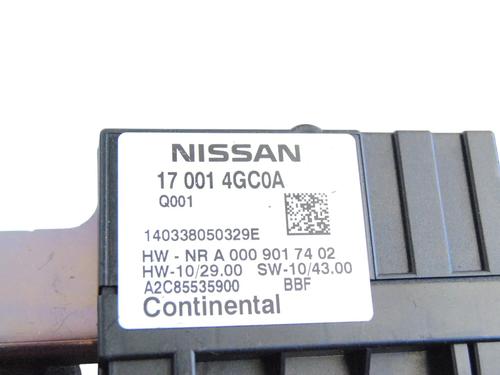 NISSAN
17 001 4GC0A
Q001
140338050329E
HW - NR A 000 901 74 02
HW-10/29.00 SW-10/43.00
A2C85535900 BBF
Continental